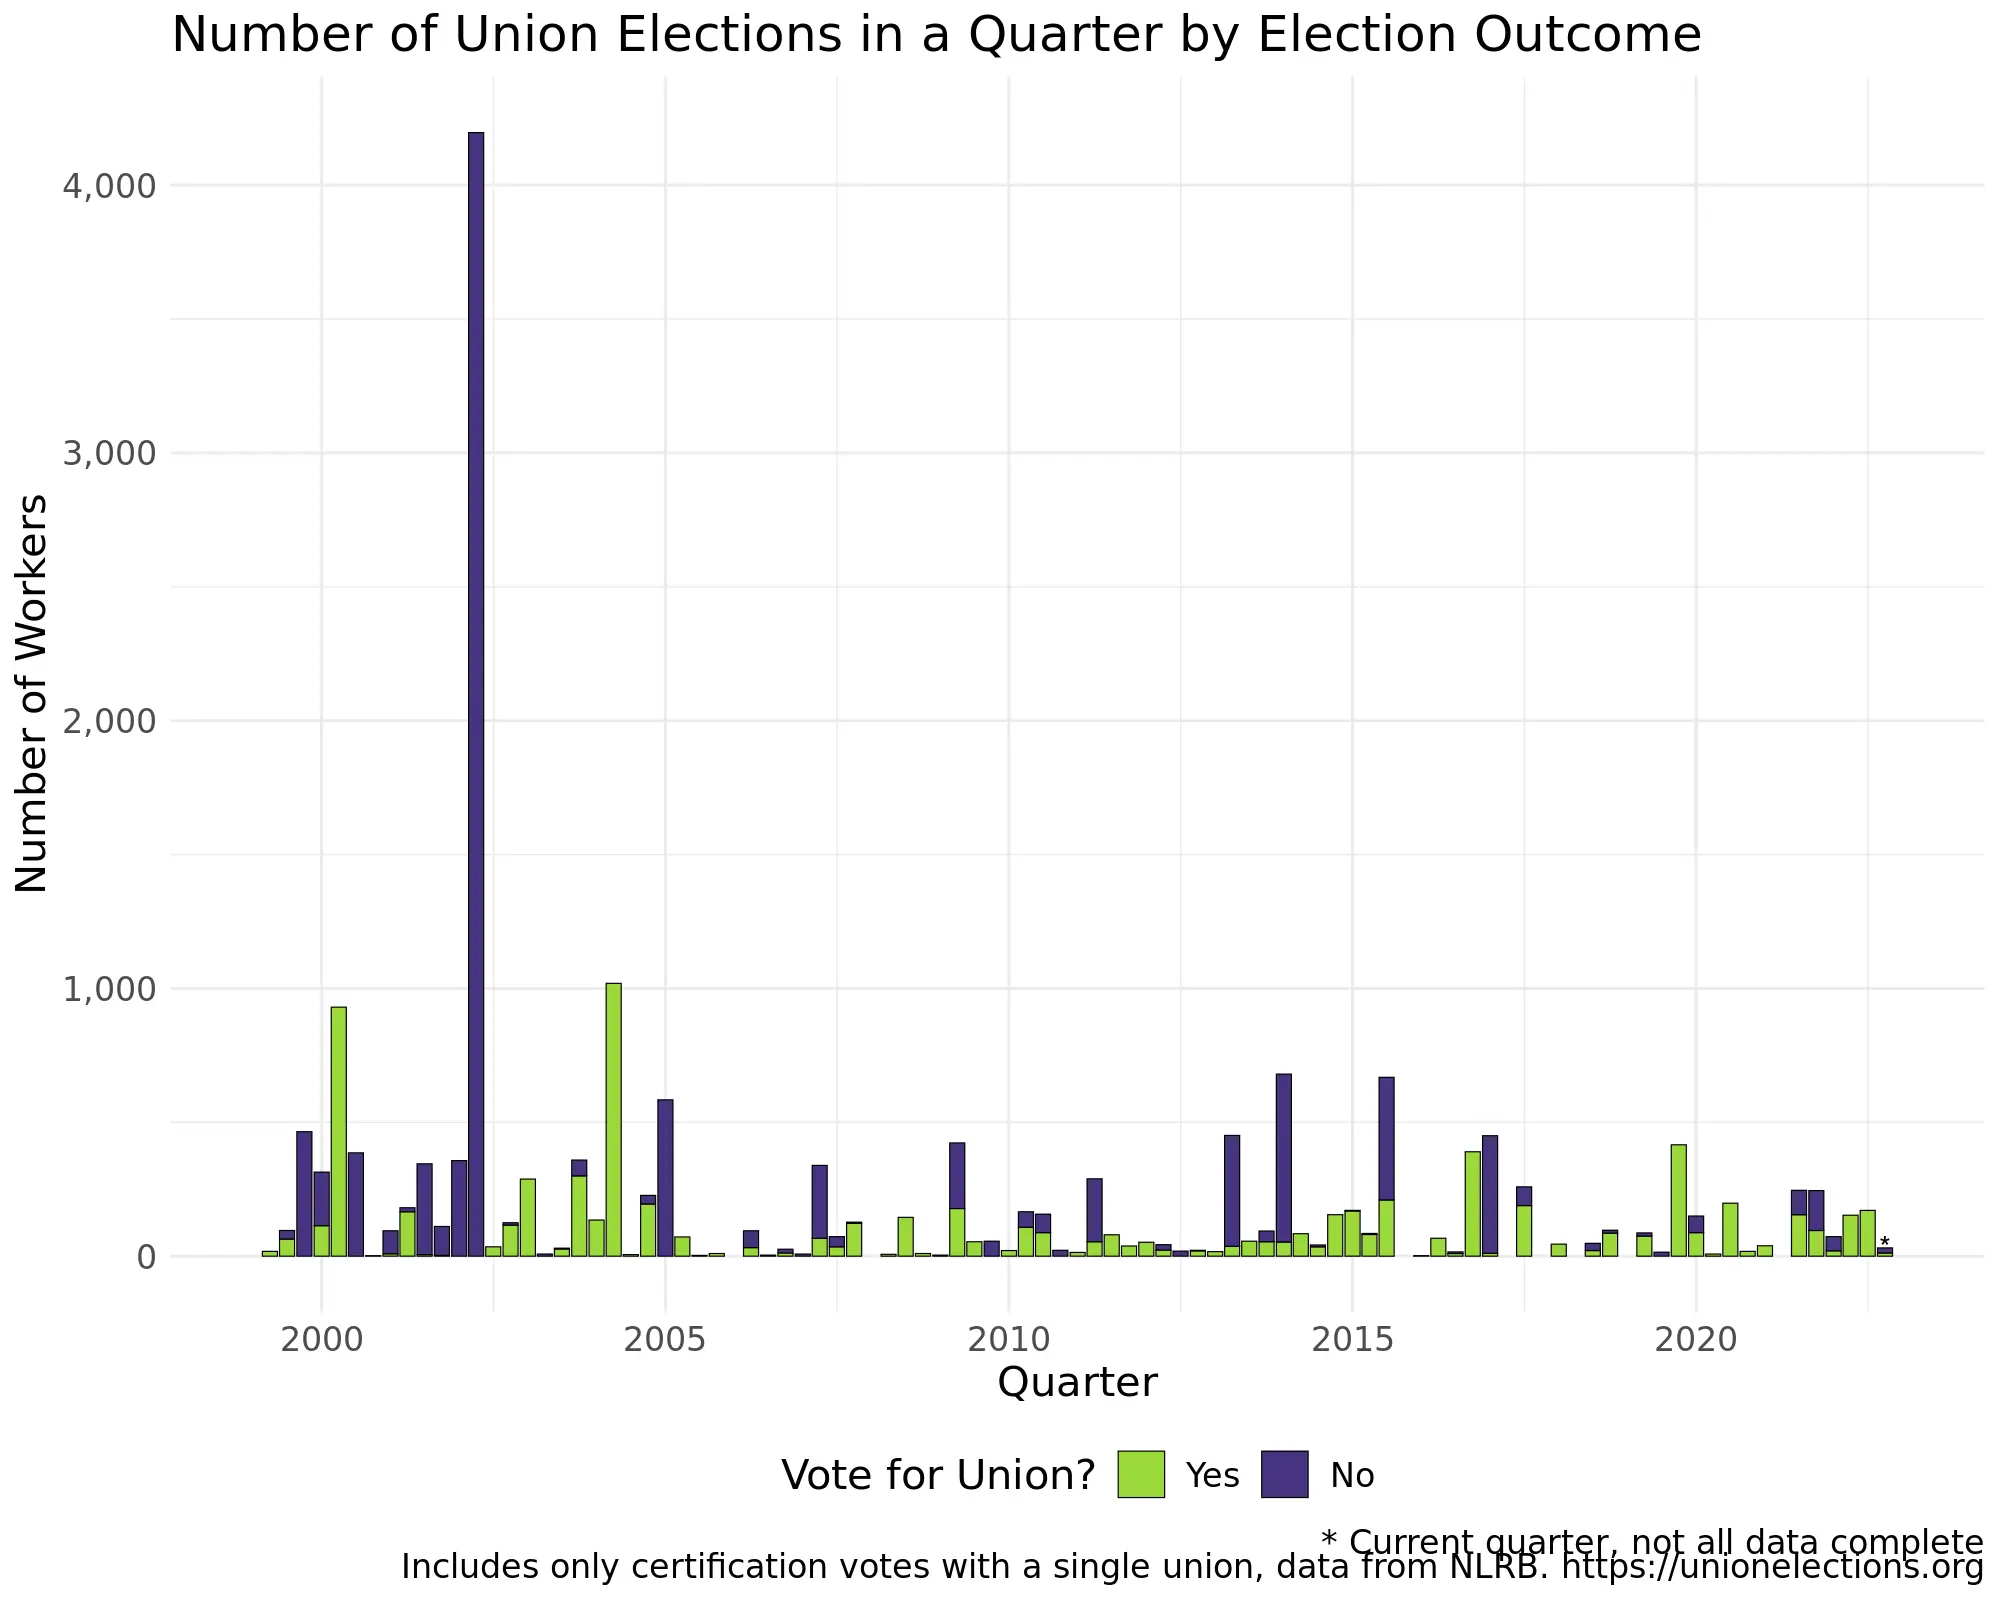 Number of Union Elections in a Quarter by Election Outcome
Number of Workers
4,000
3,000
2,000
1,000
0
*
2000 2005 2010 2015 2020
Quarter
Vote for Union? Yes No
* Current quarter, not all data complete
Includes only certification votes with a single union, data from NLRB. https://unionelections.org